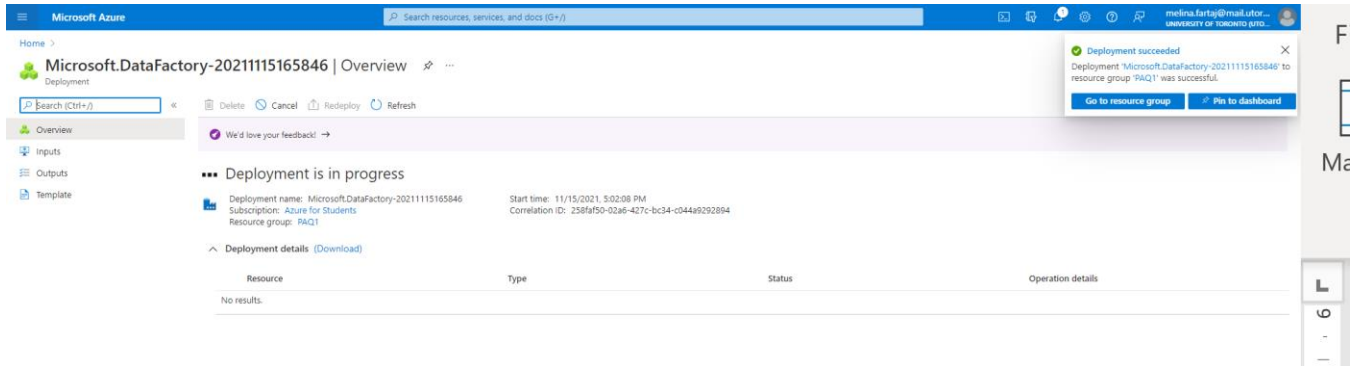 Microsoft Azure
Search resources, services, and docs (G+/)
1
melina.fartaj@mail.utor...
UNIVERSITY OF TORONTO (UTO...
Home >
Microsoft.DataFactory-20211115165846 | Overview ...
Deployment
Search (Ctrl+/) «
Delete Cancel Redeploy Refresh
Overview
Inputs
Outputs
Template
We'd love your feedback! →
Deployment succeeded
Deployment 'Microsoft.DataFactory-20211115165846' to
resource group 'PAQ1' was successful.
Go to resource group Pin to dashboard
Deployment is in progress
Deployment name: Microsoft.DataFactory-20211115165846
Subscription: Azure for Students
Resource group: PAQ1
Start time: 11/15/2021, 5:02:08 PM
Correlation ID: 258faf50-02a6-427c-bc34-c044a9292894
Deployment details (Download)
Resource Type Status Operation details
No results.
F
Ma
L
6